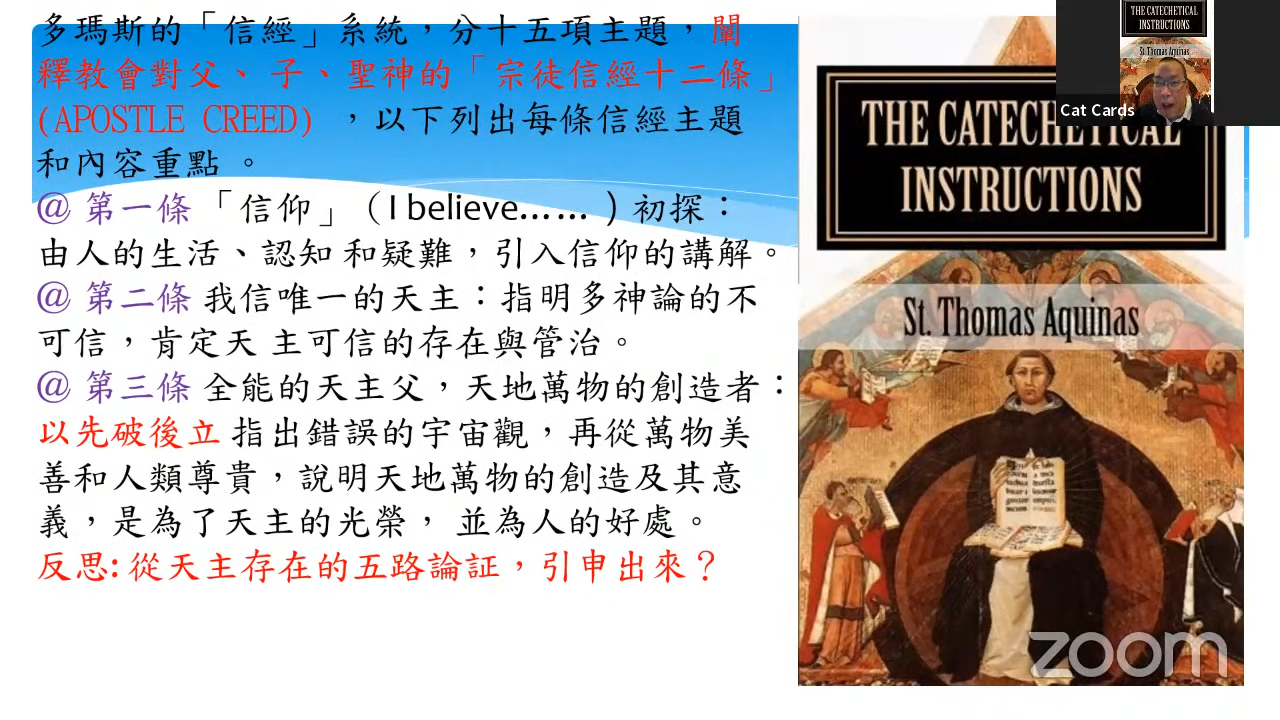 多瑪斯的「信經」系統，分十五項主題，闡
釋教會對父、子、聖神的「宗徒信經十二條」
(APOSTLE CREED) ，以下列出每條信經主題
和內容重點 。
@ 第一條 「信仰」（I believe…… ) 初探：
由人的生活、認知 和疑難，引入信仰的講解。
@ 第二條 我信唯一的天主：指明多神論的不
可信，肯定天 主可信的存在與管治。
@ 第三條 全能的天主父，天地萬物的創造者：
以先破後立 指出錯誤的宇宙觀，再從萬物美
善和人類尊貴，說明天地萬物的創造及其意
義，是為了天主的光榮， 並為人的好處。
反思: 從天主存在的五路論証，引申出來？
THE CATECHETICAL
INSTRUCTIONS
St. Thomas Aquinas
THE CATECHETICAL
INSTRUCTIONS
St. Thomas Aquinas
Cat Cards
zoom